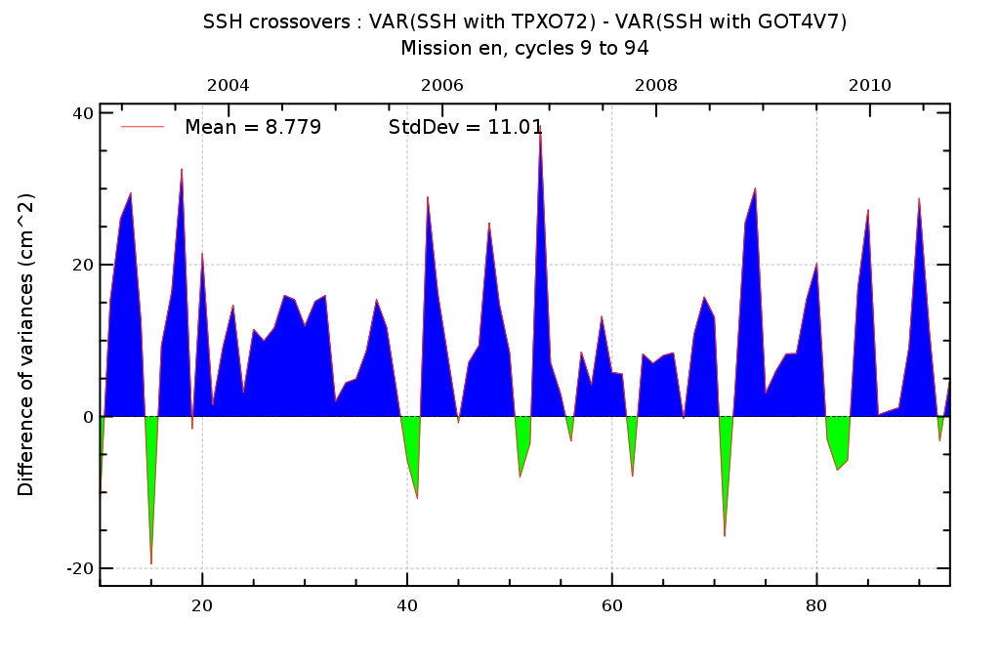 SSH crossovers : VAR(SSH with TPXO72) - VAR(SSH with GOT4V7)
Mission en, cycles 9 to 94
2004 2006 2008 2010
Mean = 8.779 StdDev = 11.01
Difference of variances (cm^2)
40
20
0
-20
20 40 60 80